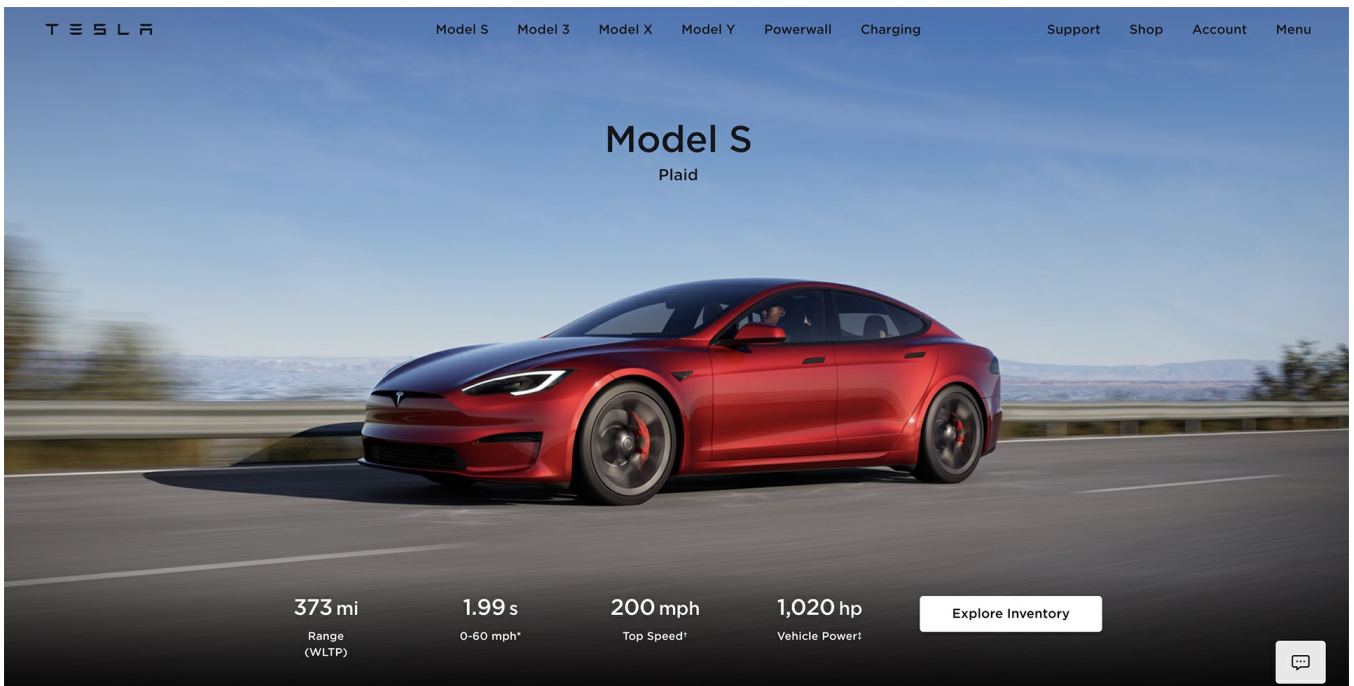 TESLA
Model S
Model 3
Model X
Model Y
Powerwall
Charging
Support
Shop
Account
Menu
Model S
Plaid
373 mi
Range
(WLTP)
1.99 s
0-60 mph*
200 mph
Top Speed†
1,020 hp
Vehicle Power‡
Explore Inventory